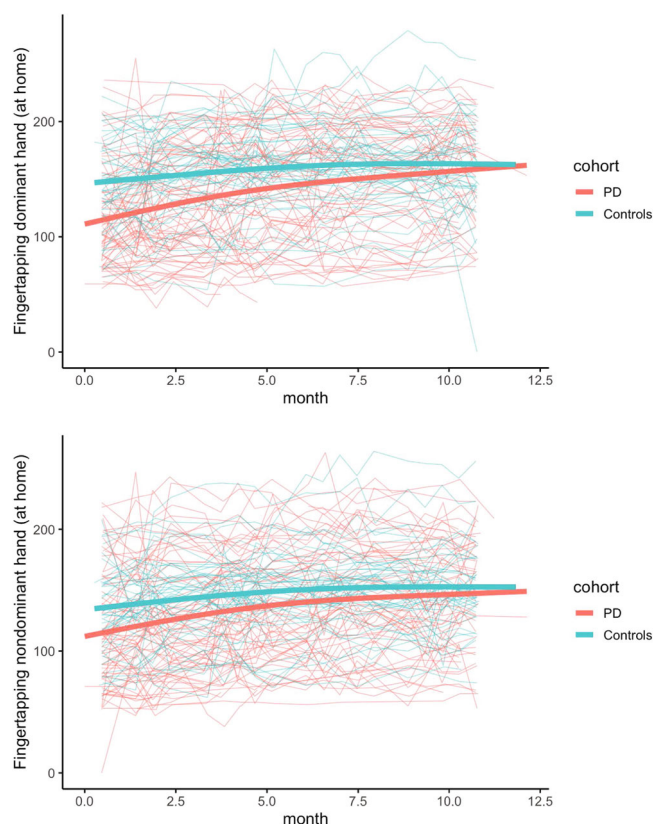 Fingertapping dominant hand (at home)
200
100
0
0.0 2.5 5.0 7.5 10.0 12.5
month
cohort
PD
Controls
Fingertapping nondominant hand (at home)
200
100
0
0.0 2.5 5.0 7.5 10.0 12.5
month
cohort
PD
Controls